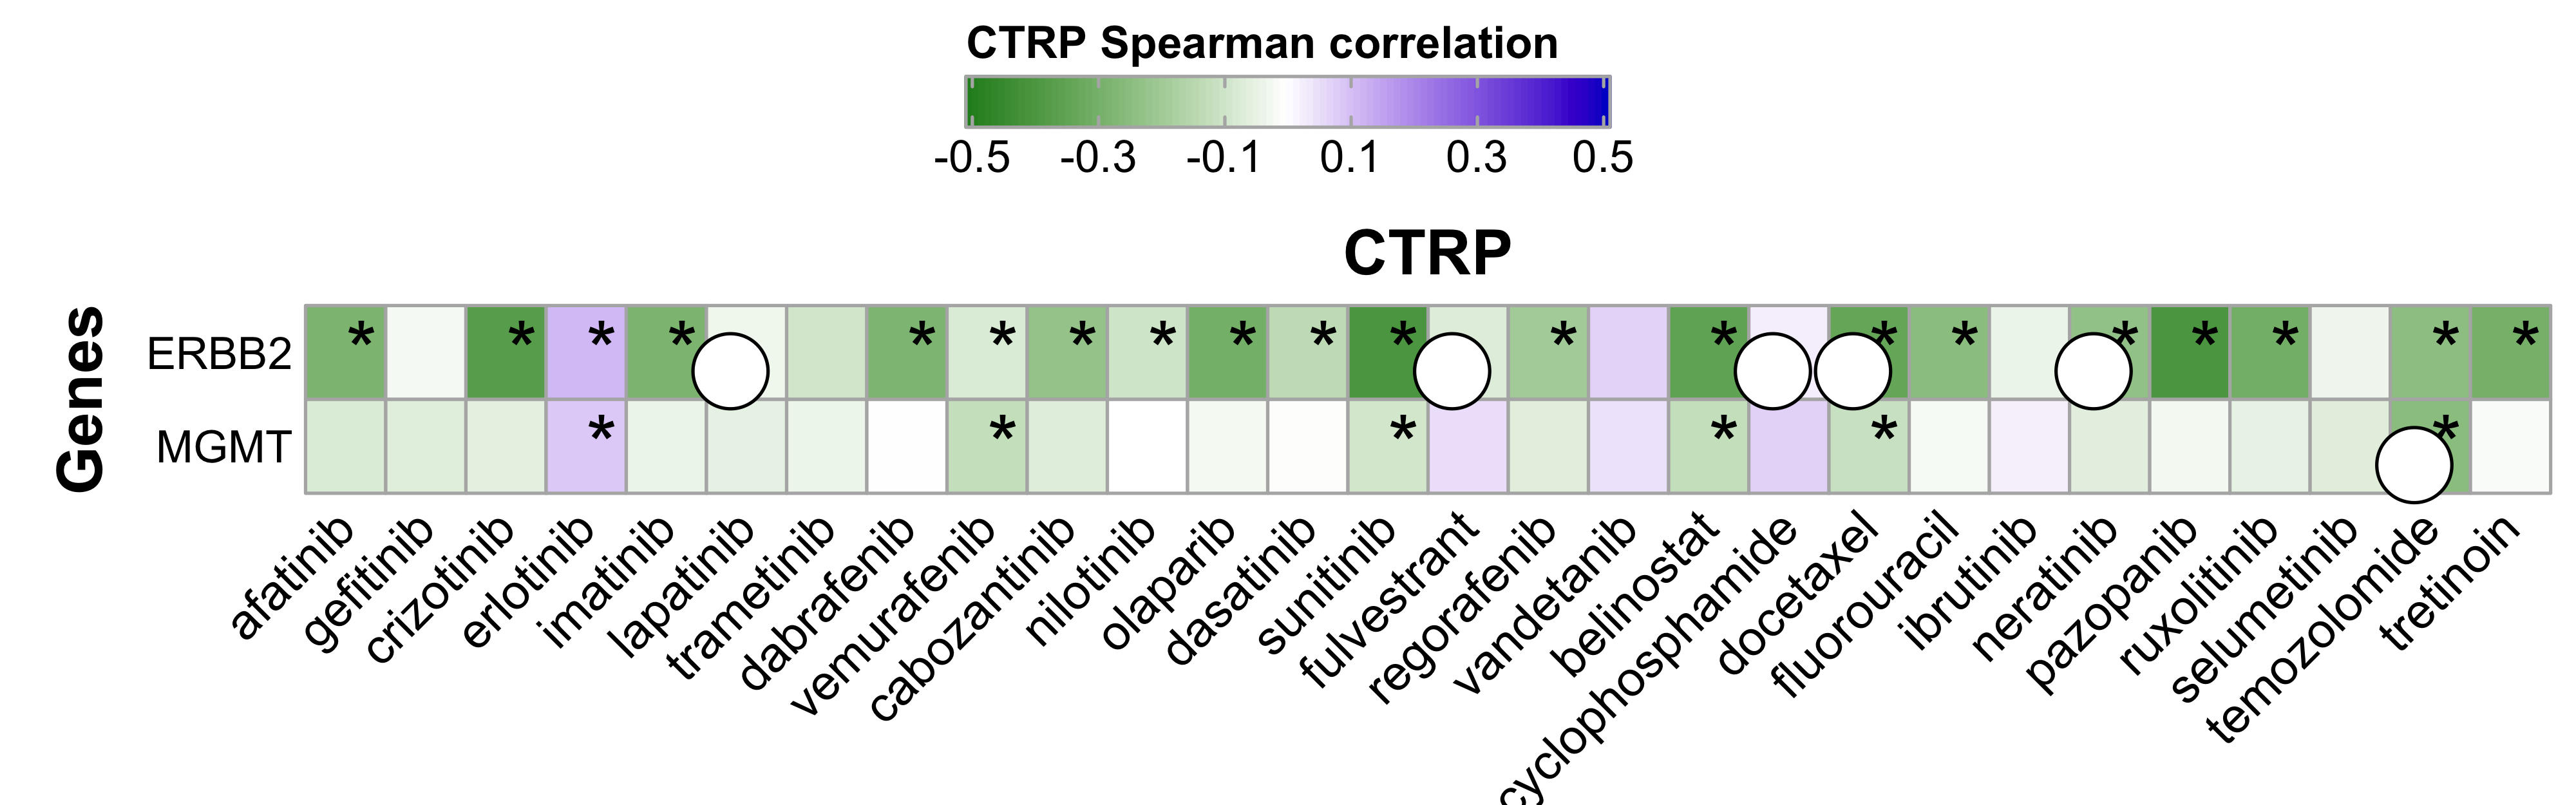 CTRP Spearman correlation
-0.5 -0.3 -0.1 0.1 0.3 0.5
CTRP
Genes
ERBB2 * * * * * * * * * * * * * * * * * * * *
MGMT * * * * * *
afatinib
gefitinib
crizotinib
erlotinib
imatinib
lapatinib
trametinib
dabrafenib
vemurafenib
cabozantinib
nilotinib
olaparib
dasatinib
sunitinib
fulvestrant
regorafenib
vandetanib
belinostat
cyclophosphamide
docetaxel
fluorouracil
ibrutinib
neratinib
pazopanib
ruxolitinib
selumetinib
temozolomide
tretinoin